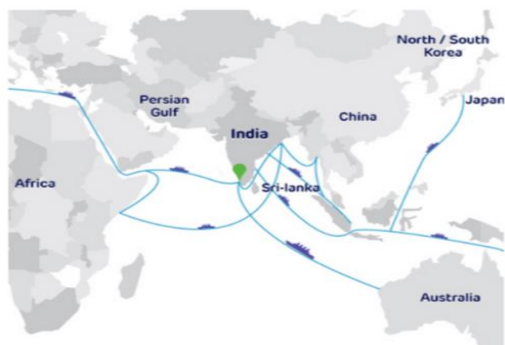 North / South
Korea
Persian
Gulf
Japan
China
India
Africa
Sri-lanka
Australia